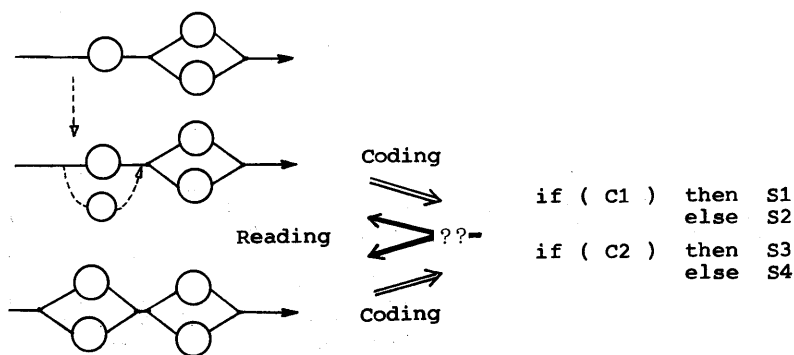 Coding
if ( C1 ) then S1
else S2
Reading
??
if ( C2 ) then S3
else S4
Coding